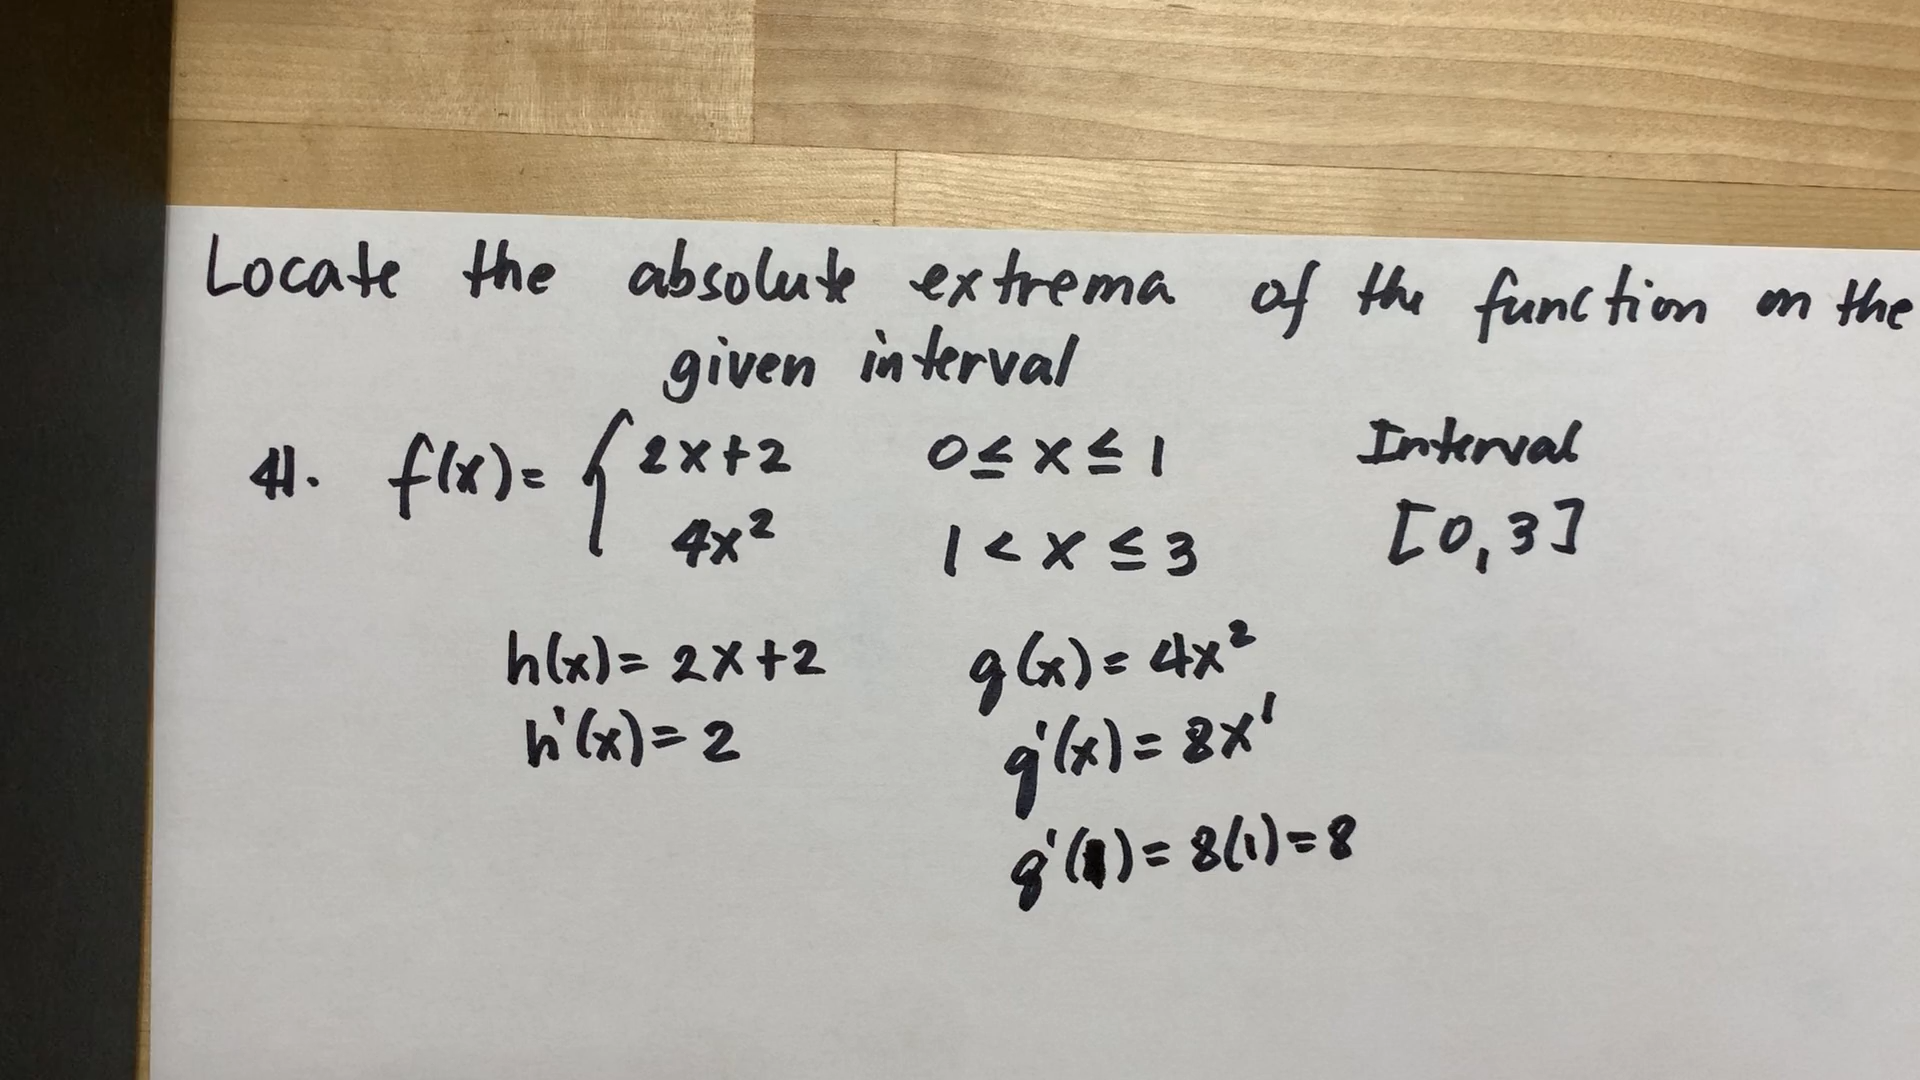 Locate the absolute extrema of the function on the
given interval
41. f(x)= { 2x+2 0≤x≤1 Interval
4x² 1<x≤3 [0,3]
h(x)=2x+2 g(x)=4x²
h'(x)=2 g'(x)=8x¹
g'(1)=8(1)=8